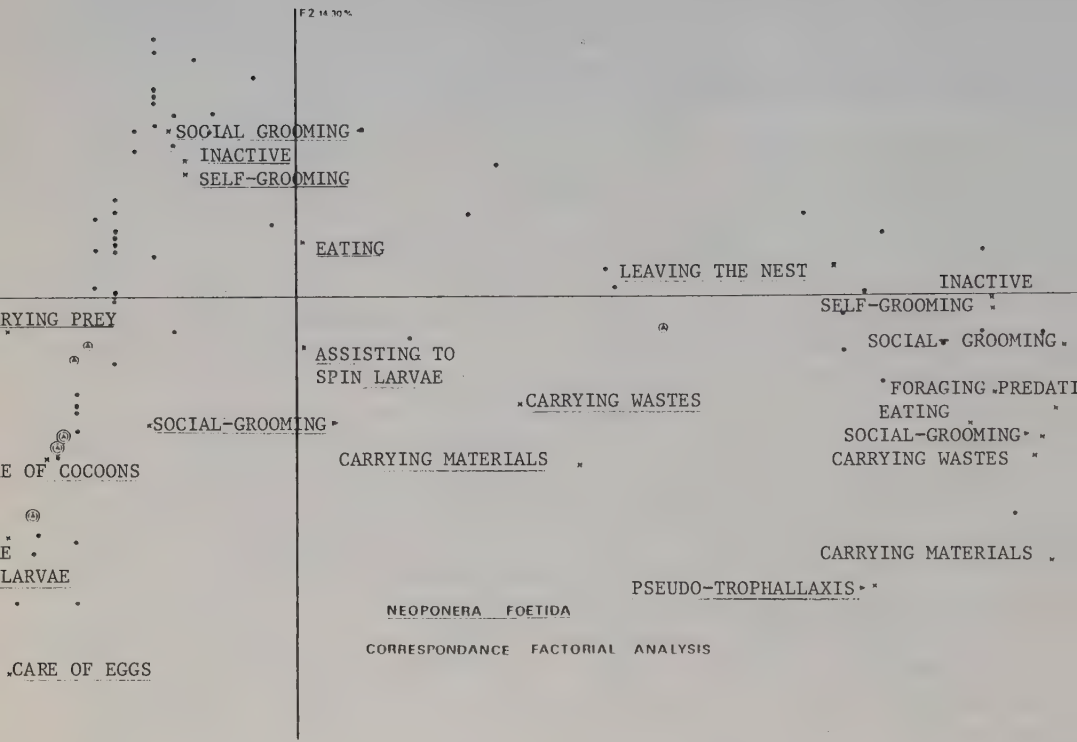 F2 14.30%
SOCIAL GROOMING
INACTIVE
SELF-GROOMING
EATING
LEAVING THE NEST
INACTIVE
SELF-GROOMING
RYING PREY
SOCIAL GROOMING
ASSISTING TO
SPIN LARVAE
FORAGING PREDATI
CARRYING WASTES
EATING
SOCIAL-GROOMING
SOCIAL-GROOMING
CARRYING MATERIALS
CARRYING WASTES
E OF COCOONS
E
LARVAE
CARRYING MATERIALS
PSEUDO-TROPHALLAXIS
NEOPONERA FOETIDA
CORRESPONDANCE FACTORIAL ANALYSIS
CARE OF EGGS